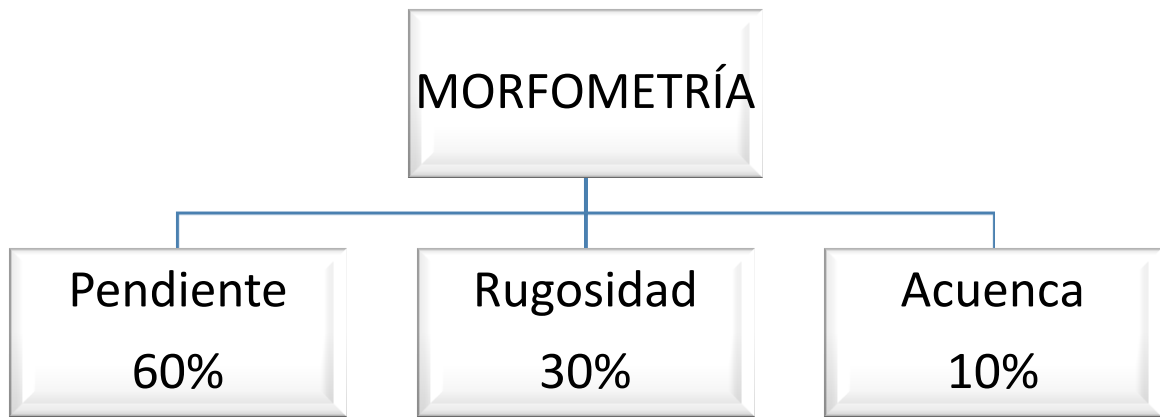 MORFOMETRÍA
Pendiente
60%
Rugosidad
30%
Acuenca
10%